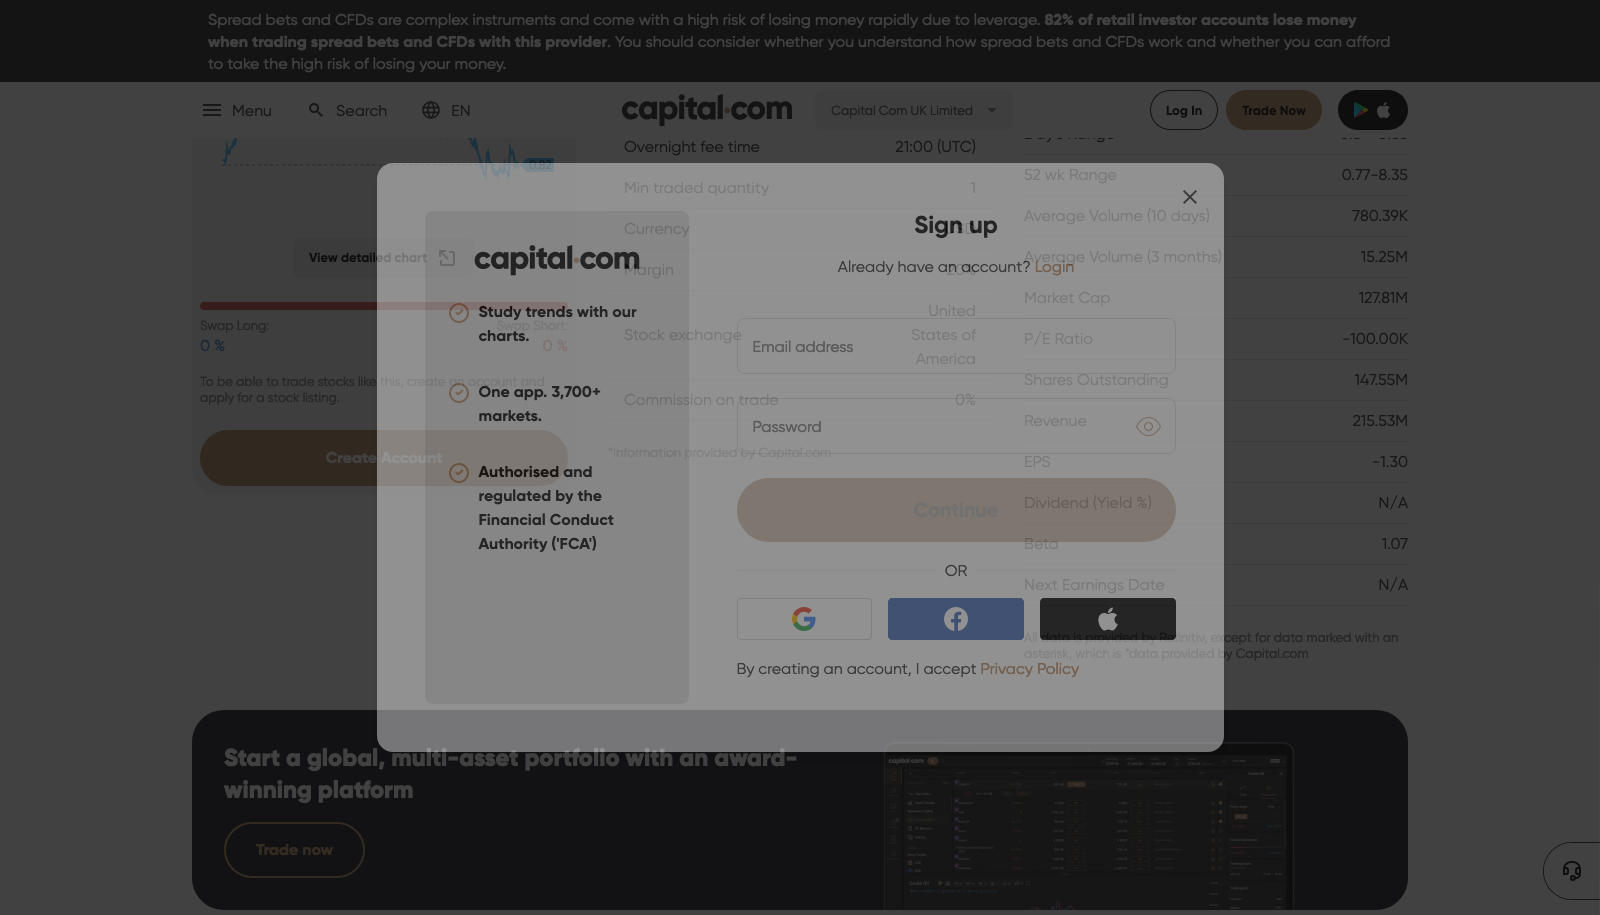 Spread bets and CFDs are complex instruments and come with a high risk of losing money rapidly due to leverage. 82% of retail investor accounts lose money
when trading spread bets and CFDs with this provider. You should consider whether you understand how spread bets and CFDs work and whether you can afford
to take the high risk of losing your money.
Menu
Search
EN
capital.com
Capital Com UK Limited
Log In
Trade Now
0.82
View detailed chart
Swap Long:
0 %
Swap Short:
0 %
To be able to trade stocks like this, create an account and
apply for a stock listing.
Create Account
Overnight fee time 21:00 (UTC)
Min traded quantity 1
Currency
Margin
Stock exchange United
States of
America
Commission on trade 0%
*Information provided by Capital.com
52 wk Range 0.77-8.35
Average Volume (10 days) 780.39K
Average Volume (3 months) 15.25M
Market Cap 127.81M
P/E Ratio -100.00K
Shares Outstanding 147.55M
Revenue 215.53M
EPS -1.30
Dividend (Yield %) N/A
Beta 1.07
Next Earnings Date N/A
All data is provided by Refinitiv, except for data marked with an
asterisk, which is *data provided by Capital.com
capital.com
Study trends with our
charts.
One app. 3,700+
markets.
Authorised and
regulated by the
Financial Conduct
Authority ('FCA')
Sign up
Already have an account? Login
Email address
Password
Continue
OR
By creating an account, I accept Privacy Policy
Start a global, multi-asset portfolio with an award-
winning platform
Trade now
capital.com